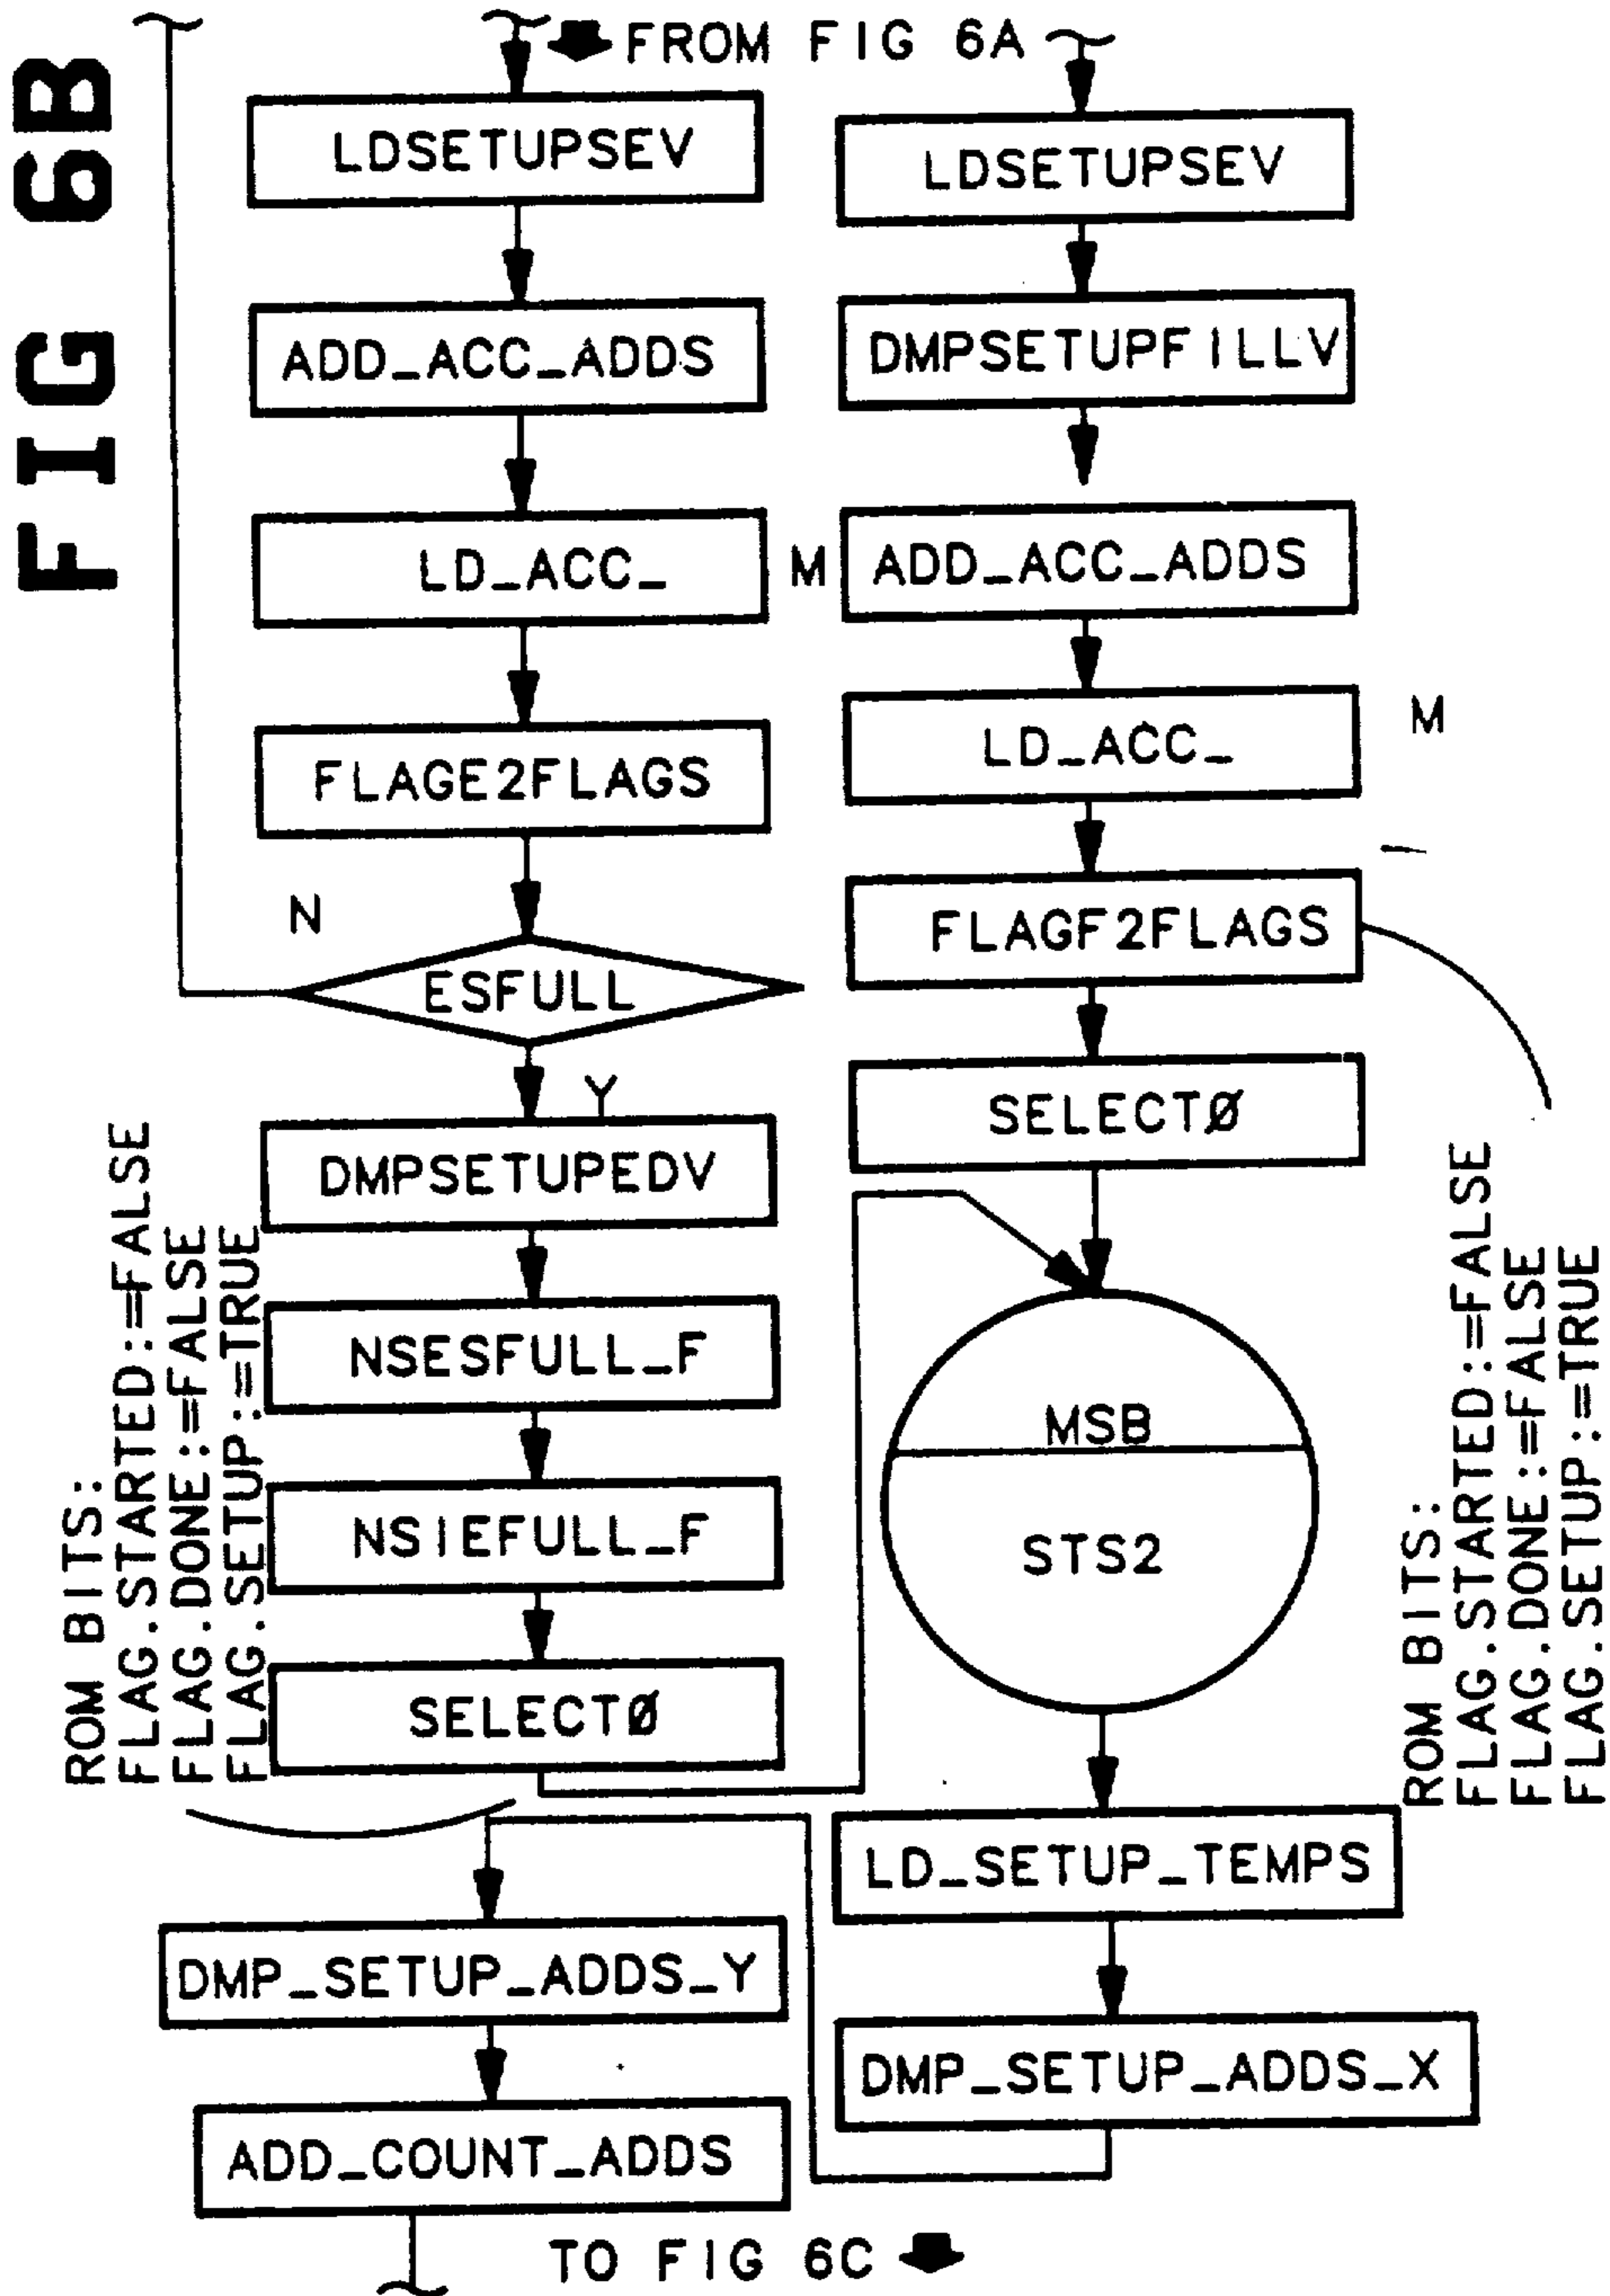 FIG 6B
FROM FIG 6A
LDSETUPSEV
ADD_ACC_ADDS
LD_ACC_
M
FLAGE2FLAGS
N
ESFULL
Y
DMPSETUPEDV
NSESFULL_F
NSIEFULL_F
SELECTØ
ROM BITS:
FLAG.STARTED:=FALSE
FLAG.DONE:=FALSE
FLAG.SETUP:=TRUE
LDSETUPSEV
DMPSETUPFILLV
ADD_ACC_ADDS
LD_ACC_
M
FLAGF2FLAGS
SELECTØ
MSB
STS2
ROM BITS:
FLAG.STARTED:=FALSE
FLAG.DONE:=FALSE
FLAG.SETUP:=TRUE
LD_SETUP_TEMPS
DMP_SETUP_ADDS_X
DMP_SETUP_ADDS_Y
ADD_COUNT_ADDS
TO FIG 6C